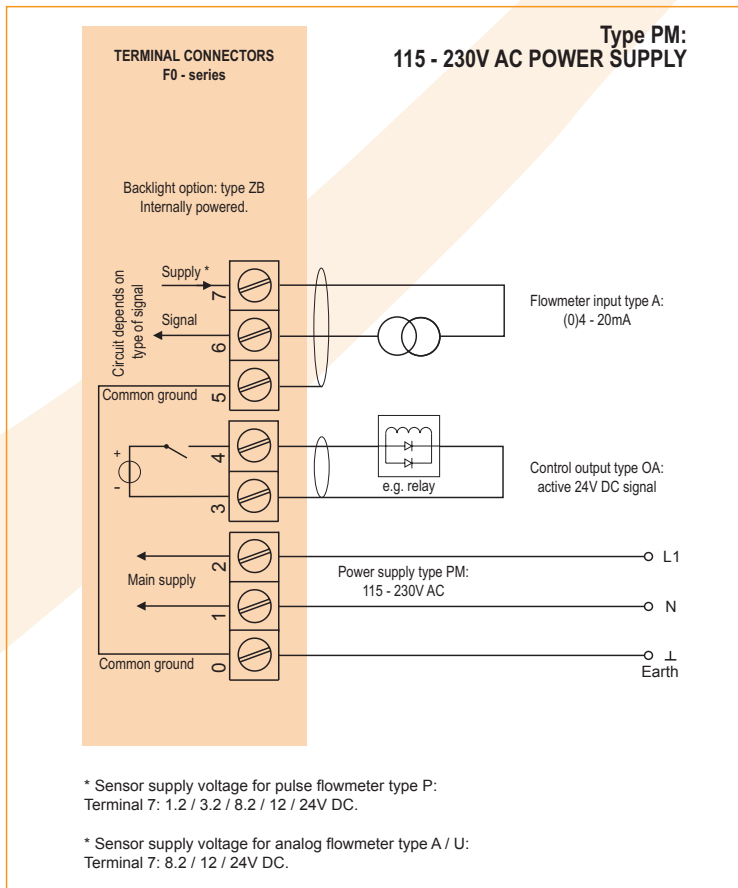 Type PM:
115 - 230V AC POWER SUPPLY
TERMINAL CONNECTORS
F0 - series
Backlight option: type ZB
Internally powered.
Circuit depends on
type of signal
Supply *
7
Signal
6
Common ground
5
Flowmeter input type A:
(0)4 - 20mA
+
-
4
3
e.g. relay
Control output type OA:
active 24V DC signal
2
Main supply
1
Power supply type PM:
115 - 230V AC
L1
N
Common ground
0
Earth
* Sensor supply voltage for pulse flowmeter type P:
Terminal 7: 1.2 / 3.2 / 8.2 / 12 / 24V DC.
* Sensor supply voltage for analog flowmeter type A / U:
Terminal 7: 8.2 / 12 / 24V DC.